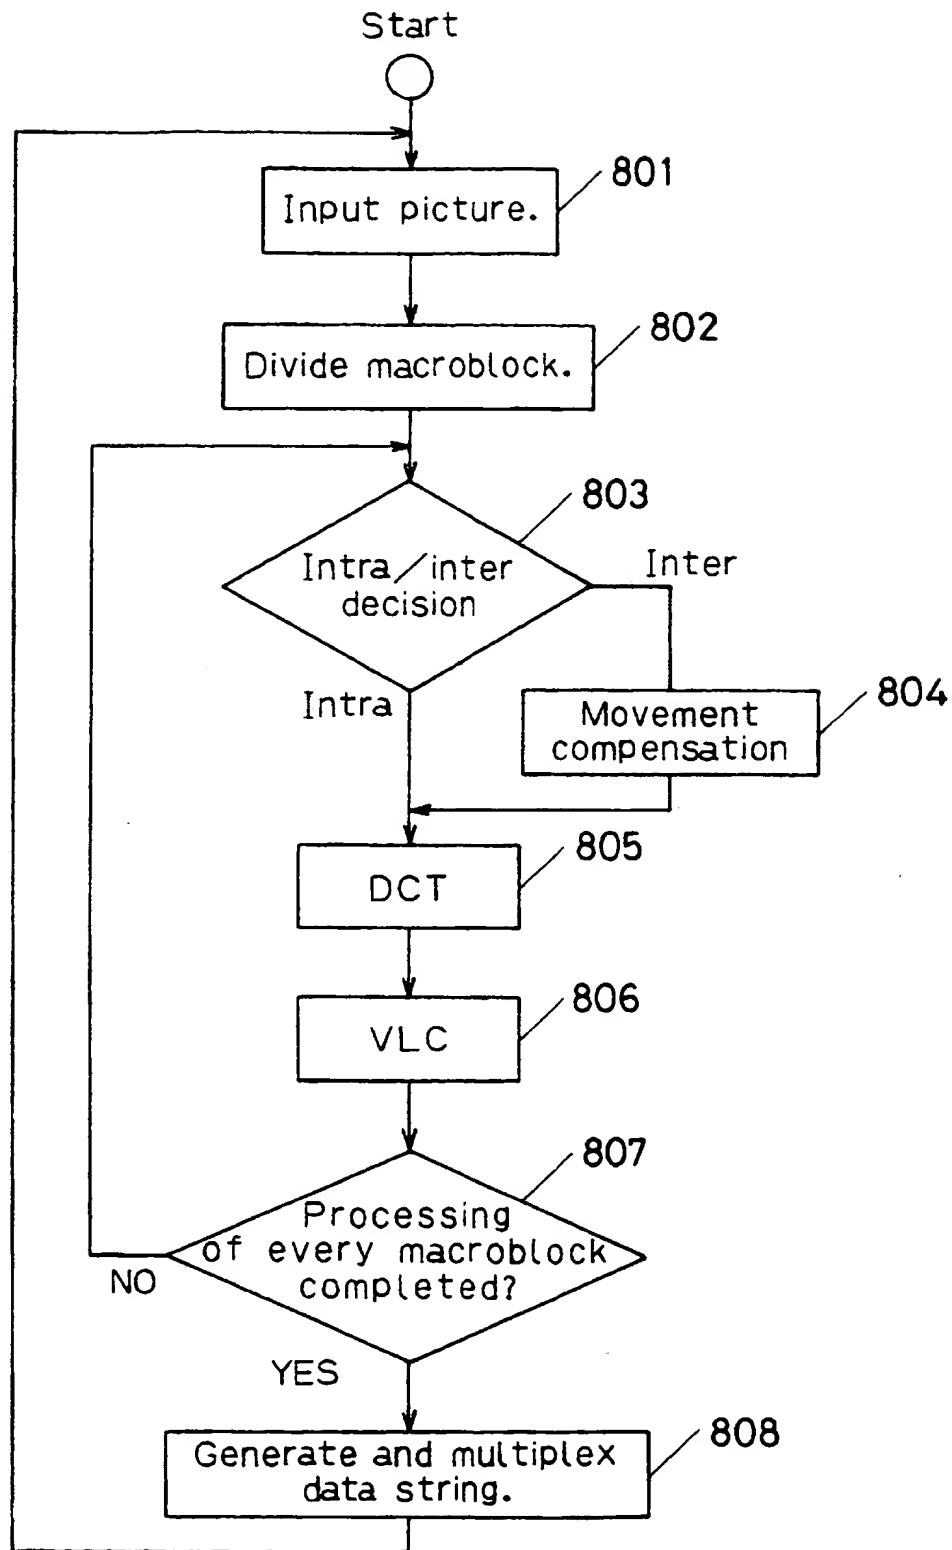 Start
801
Input picture.
802
Divide macroblock.
803
Intra/inter
decision
Inter
Intra
804
Movement
compensation
805
DCT
806
VLC
807
Processing
of every macroblock
completed?
NO
YES
808
Generate and multiplex
data string.